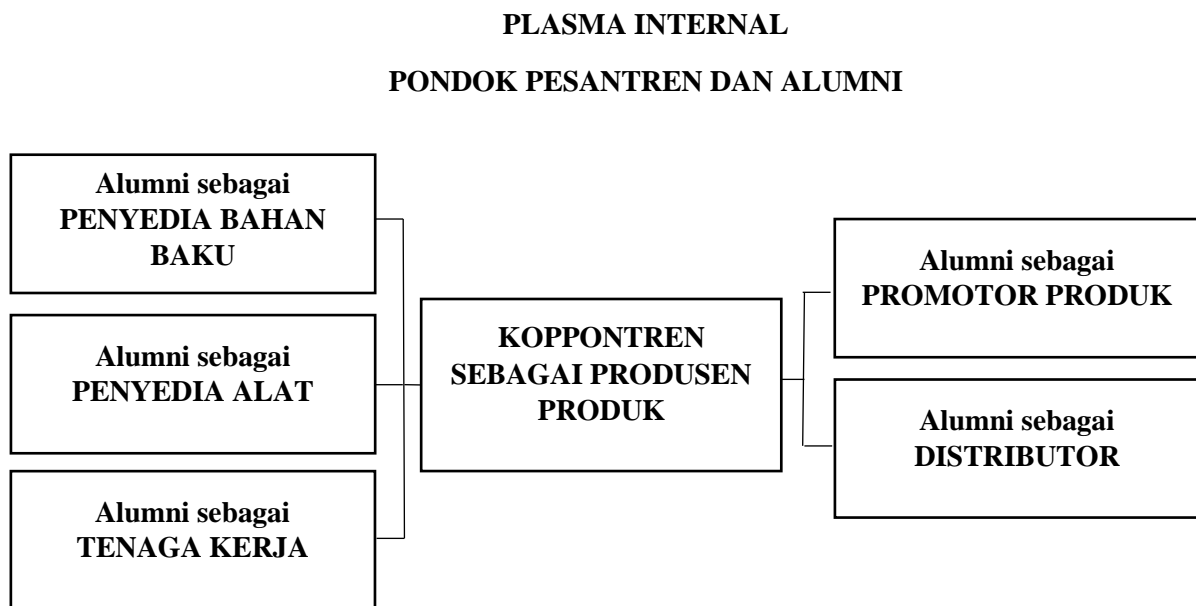 PLASMA INTERNAL
PONDOK PESANTREN DAN ALUMNI
Alumni sebagai
PENYEDIA BAHAN
BAKU
Alumni sebagai
PENYEDIA ALAT
Alumni sebagai
TENAGA KERJA
KOPPONTREN
SEBAGAI PRODUSEN
PRODUK
Alumni sebagai
PROMOTOR PRODUK
Alumni sebagai
DISTRIBUTOR